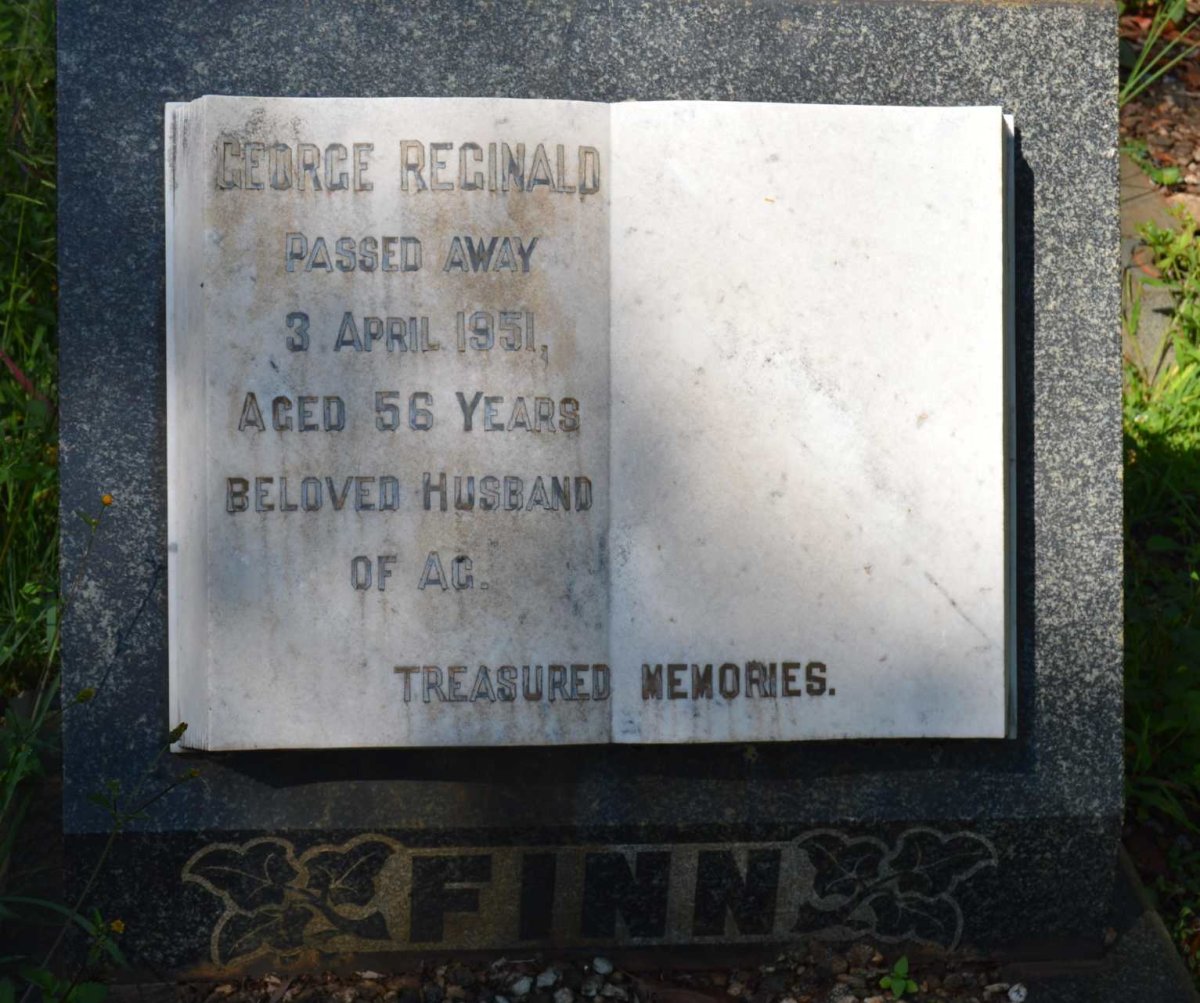 GEORGE REGINALD
PASSED AWAY
3 APRIL 1951,
AGED 56 YEARS
BELOVED HUSBAND
OF AG.
TREASURED MEMORIES.
FINN